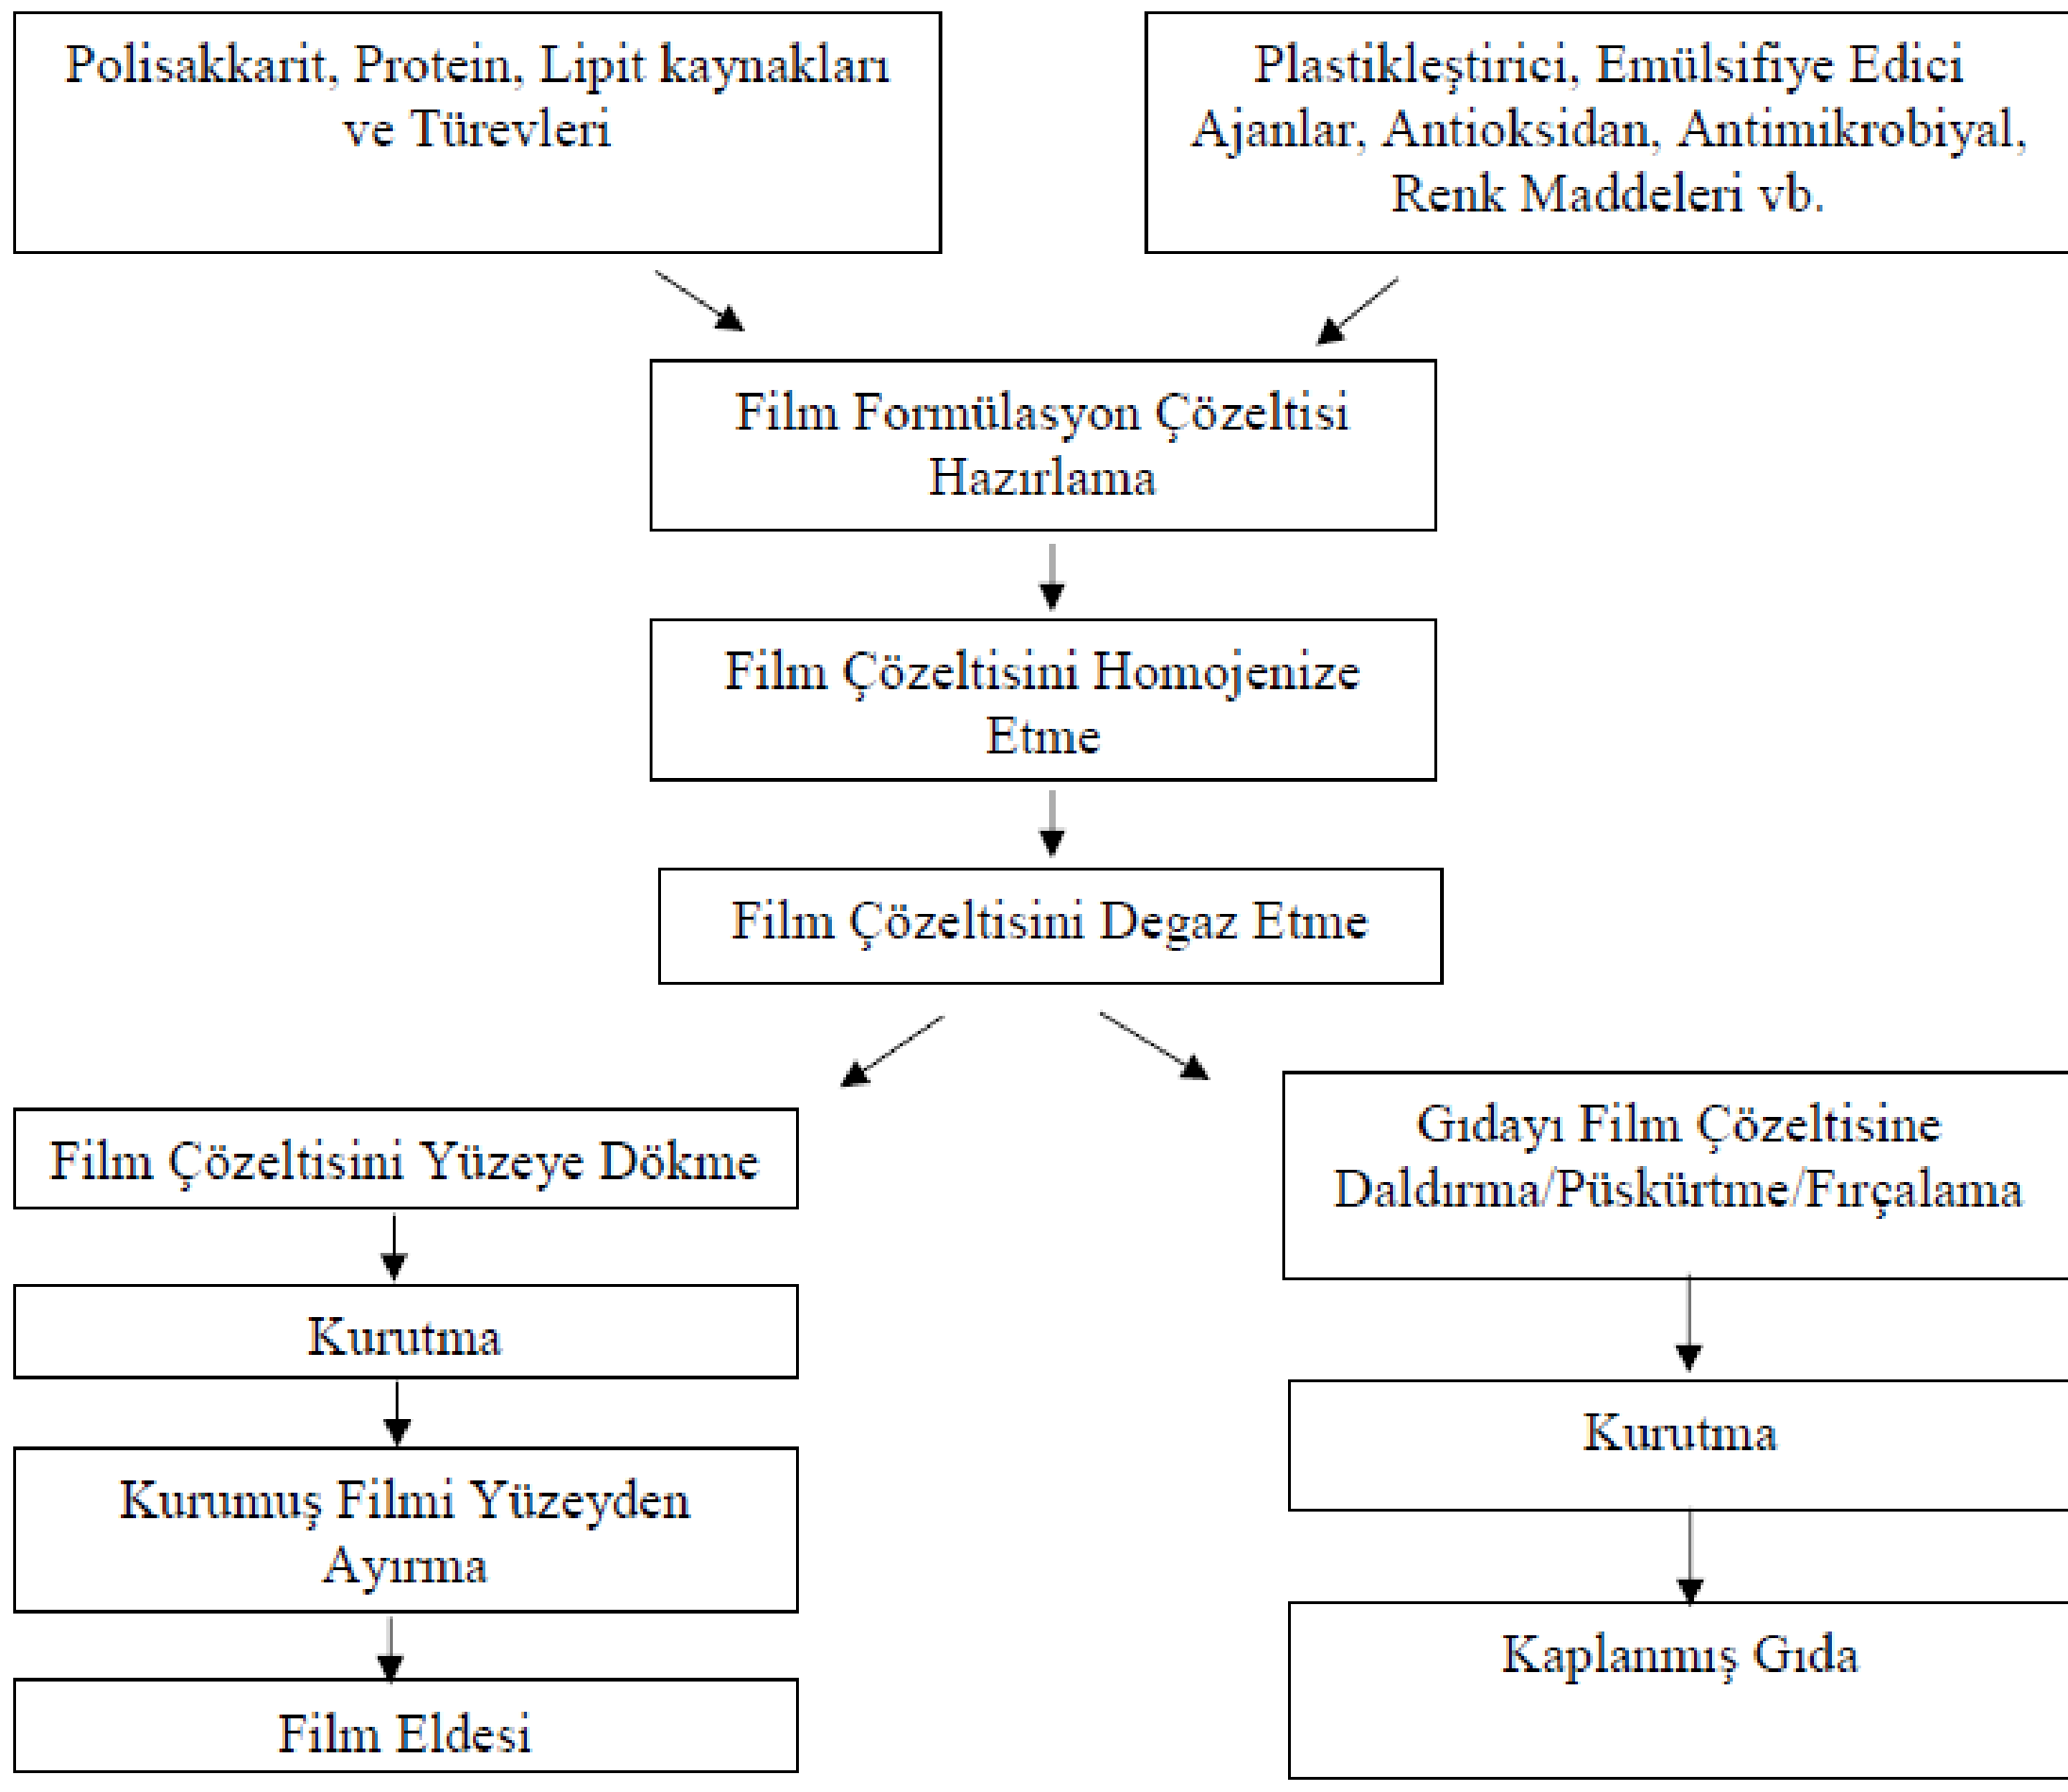 Polisakkarit, Protein, Lipit kaynakları
ve Türevleri
Plastikleştirici, Emülsifiye Edici
Ajanlar, Antioksidan, Antimikrobiyal,
Renk Maddeleri vb.
Film Formülasyon Çözeltisi
Hazırlama
Film Çözeltisini Homojenize
Etme
Film Çözeltisini Degaz Etme
Film Çözeltisini Yüzeye Dökme
Kurutma
Kurumuş Filmi Yüzeyden
Ayırma
Film Eldesi
Gıdayı Film Çözeltisine
Daldırma/Püskürtme/Fırçalama
Kurutma
Kaplanmış Gıda